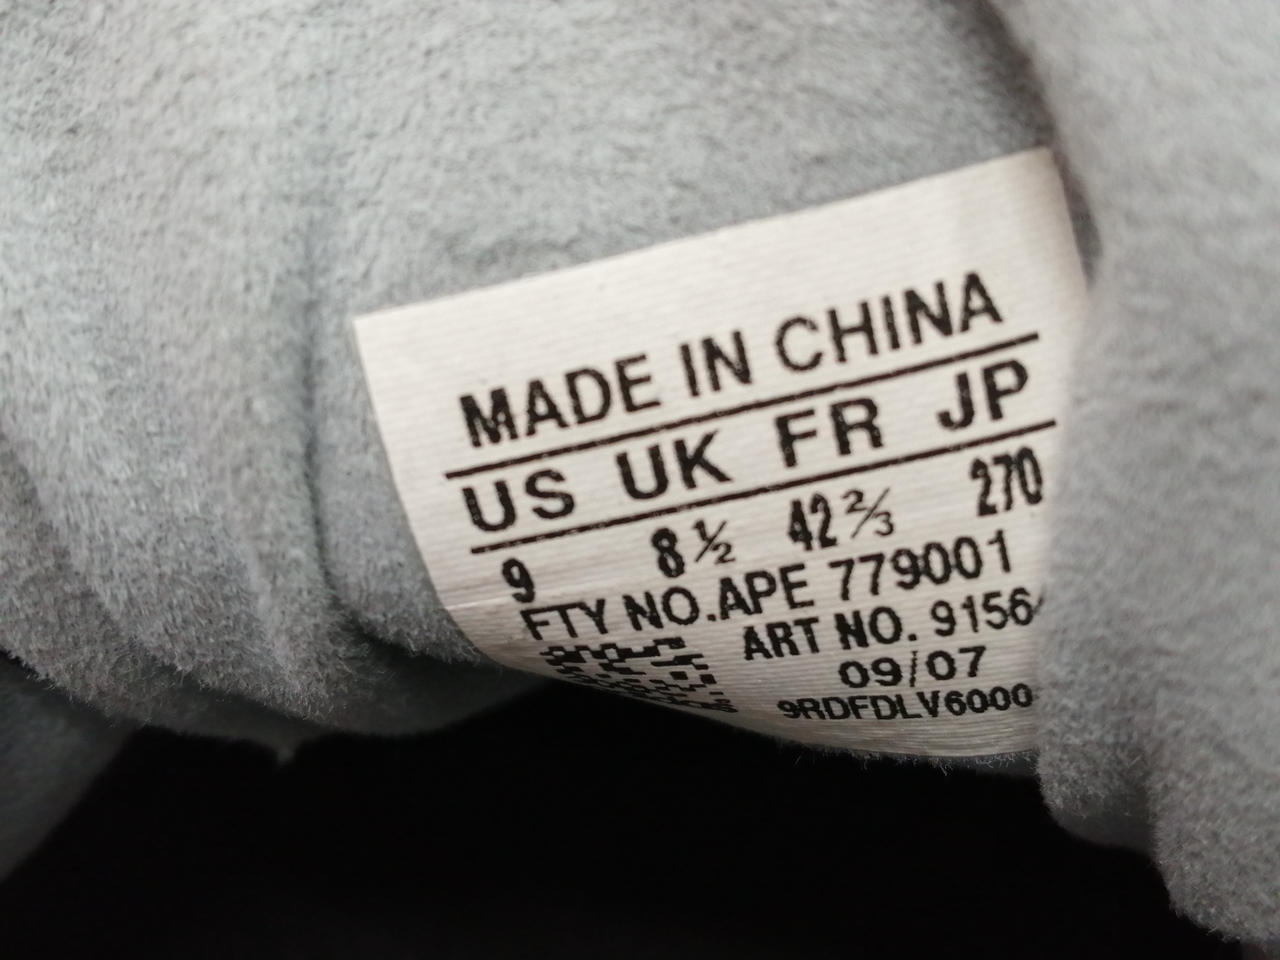 MADE IN CHINA
US UK FR JP
9 8½ 42⅔ 270
FTY NO.APE 779001
ART NO. 9156
09/07
9RDFDLV6000